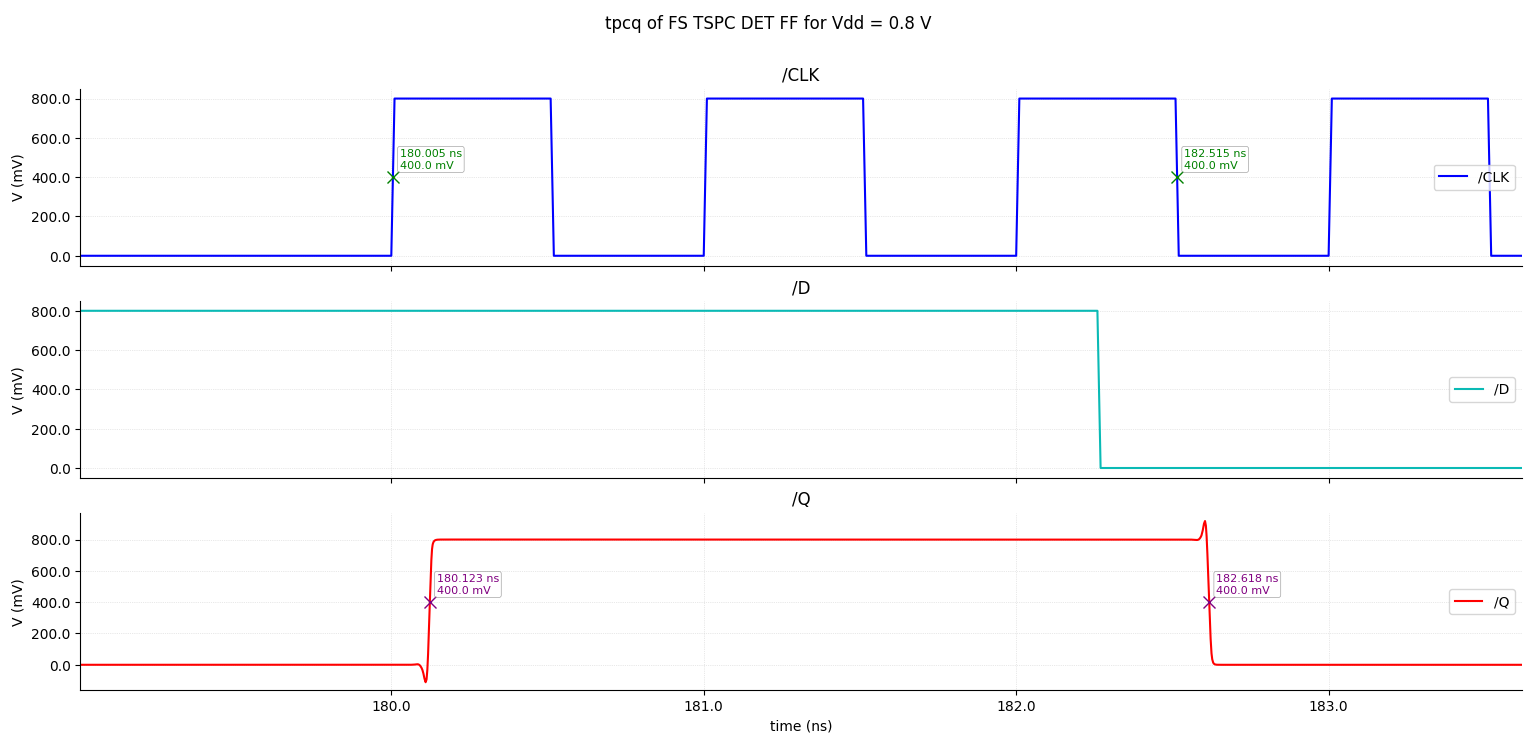 tpcq of FS TSPC DET FF for Vdd = 0.8 V
/CLK
800.0
600.0
400.0
200.0
0.0
V (mV)
180.005 ns
400.0 mV
182.515 ns
400.0 mV
/CLK
/D
800.0
600.0
400.0
200.0
0.0
V (mV)
/D
/Q
800.0
600.0
400.0
200.0
0.0
V (mV)
180.123 ns
400.0 mV
182.618 ns
400.0 mV
/Q
180.0
181.0
182.0
183.0
time (ns)